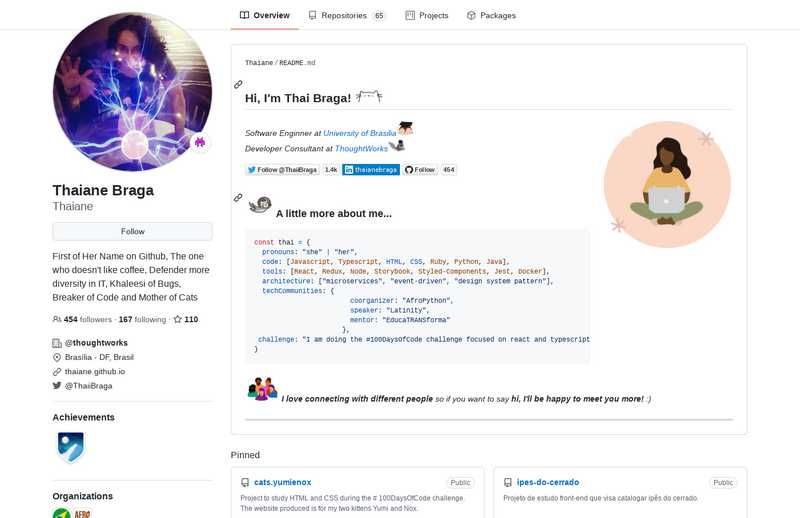 Overview
Repositories 65
Projects
Packages
Thaiane Braga
Thaiane
Follow
First of Her Name on Github, The one
who doesn't like coffee, Defender more
diversity in IT, Khaleesi of Bugs,
Breaker of Code and Mother of Cats
454 followers · 167 following · 110
@thoughtworks
Brasília - DF, Brasil
thaiane.github.io
@ThaiiBraga
Achievements
Organizations
AFRO
Thaiane / README.md
Hi, I'm Thai Braga!
Software Enginner at University of Brasilia
Developer Consultant at ThoughtWorks
Follow @ThaiiBraga 1.4k thaianebraga Follow 454
A little more about me...
const thai = {
pronouns: "she" | "her",
code: [Javascript, Typescript, HTML, CSS, Ruby, Python, Java],
tools: [React, Redux, Node, Storybook, Styled-Components, Jest, Docker],
architecture: ["microservices", "event-driven", "design system pattern"],
techCommunities: {
coorganizer: "AfroPython",
speaker: "Latinity",
mentor: "EducaTRANSforma"
},
challenge: "I am doing the #100DaysOfCode challenge focused on react and typescript
}
I love connecting with different people so if you want to say hi, I'll be happy to meet you more! :)
Pinned
cats.yumienox Public
Project to study HTML and CSS during the # 100DaysOfCode challenge.
The website produced is for my two kittens Yumi and Nox.
ipes-do-cerrado Public
Projeto de estudo front-end que visa catalogar ipês do cerrado.